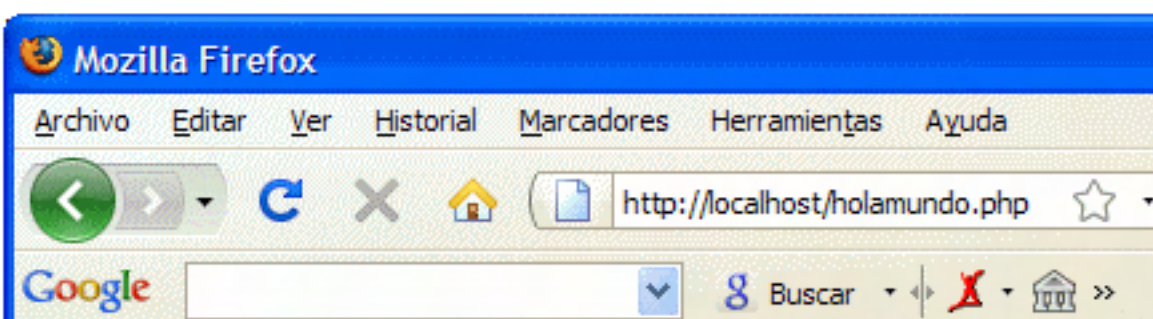 Mozilla Firefox
Archivo Editar Ver Historial Marcadores Herramientas Ayuda
http://localhost/holamundo.php
Google g Buscar